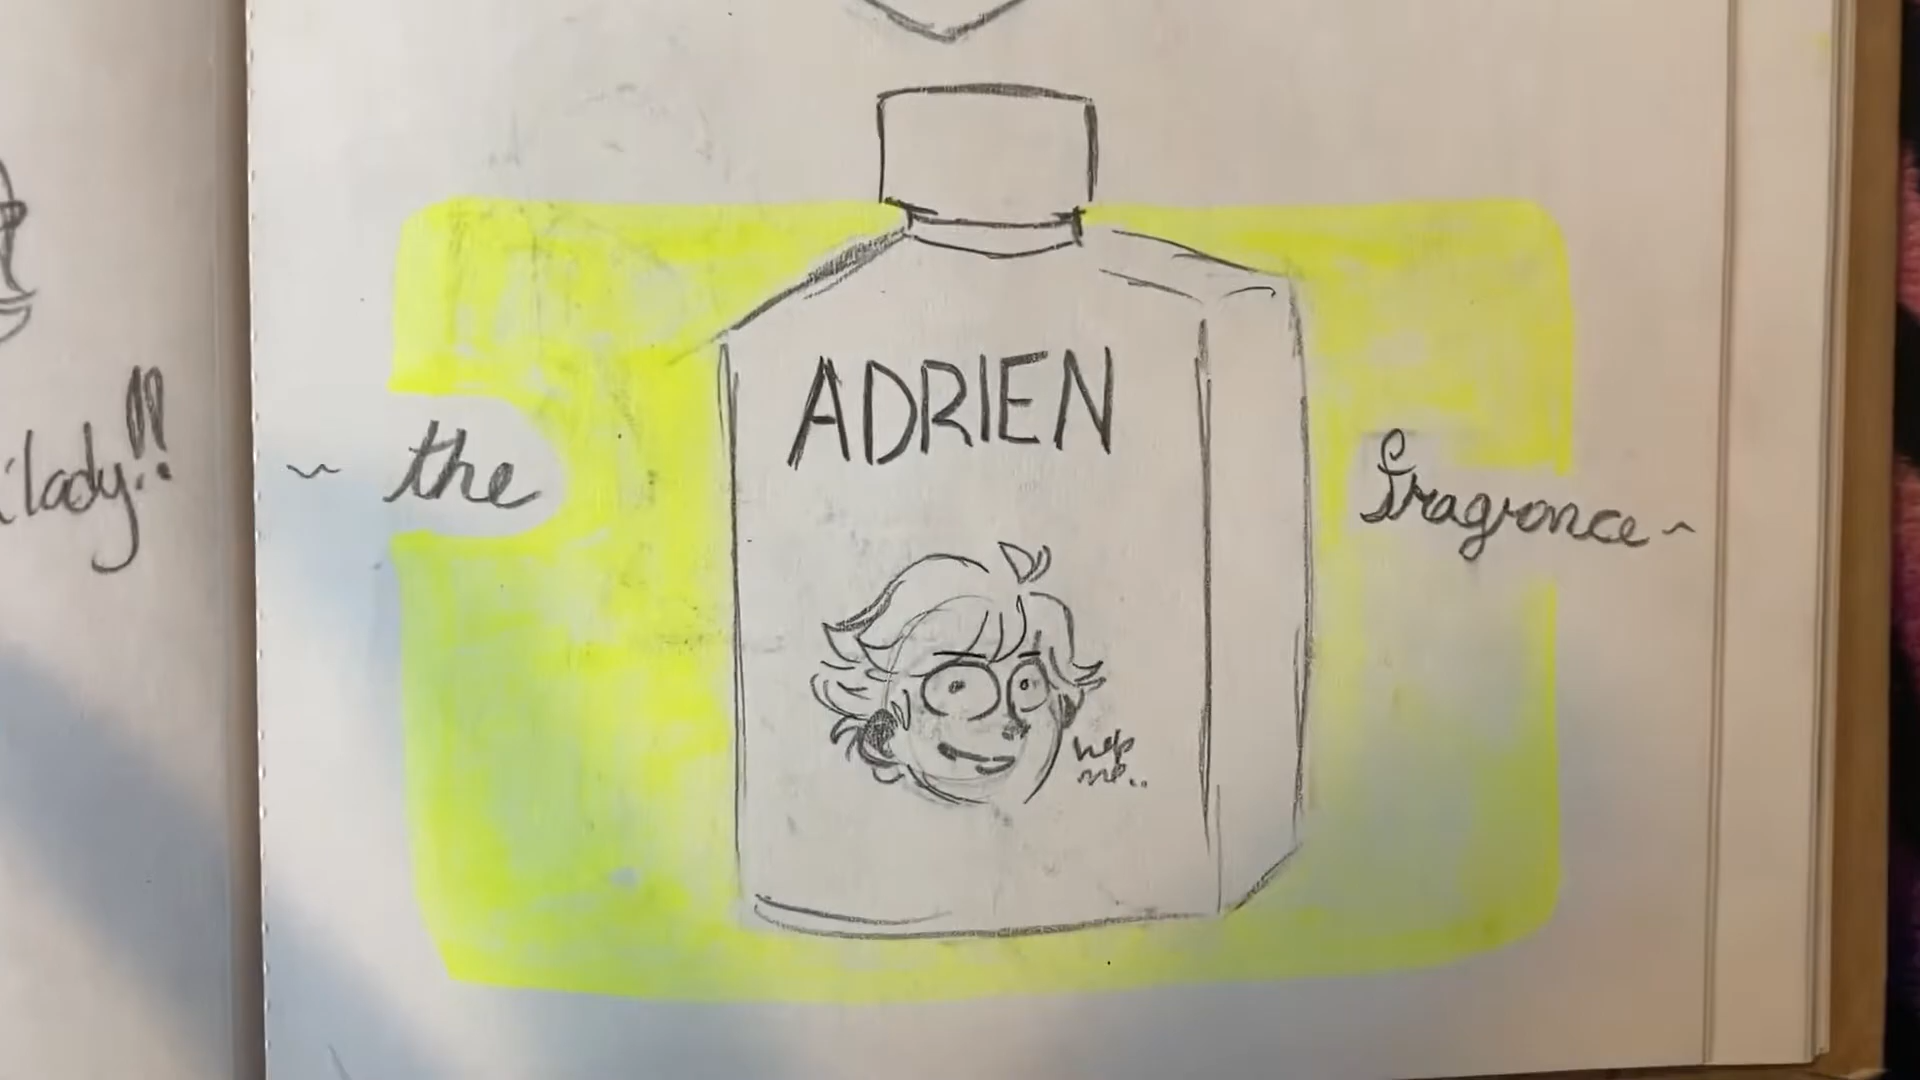 'lady!!
~ the
ADRIEN
fragrance ~
help
me..